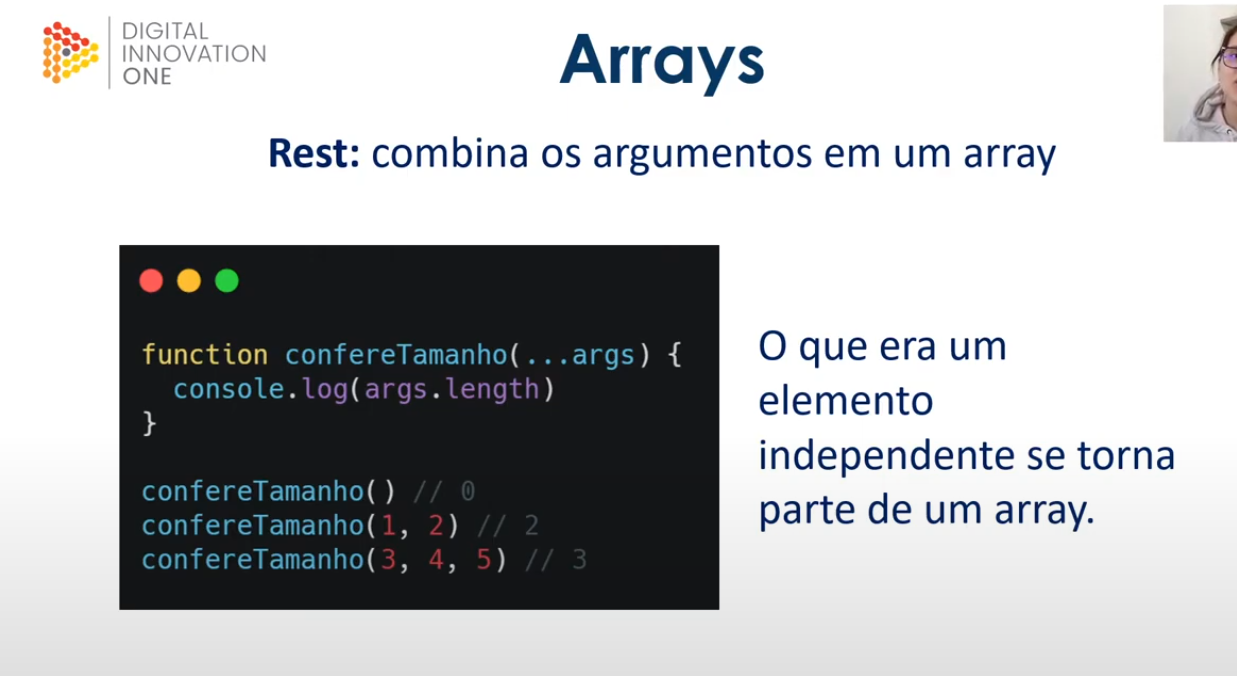 DIGITAL
INNOVATION
ONE
Arrays
Rest: combina os argumentos em um array
function confereTamanho(...args) {
  console.log(args.length)
}
confereTamanho() // 0
confereTamanho(1, 2) // 2
confereTamanho(3, 4, 5) // 3
O que era um
elemento
independente se torna
parte de um array.